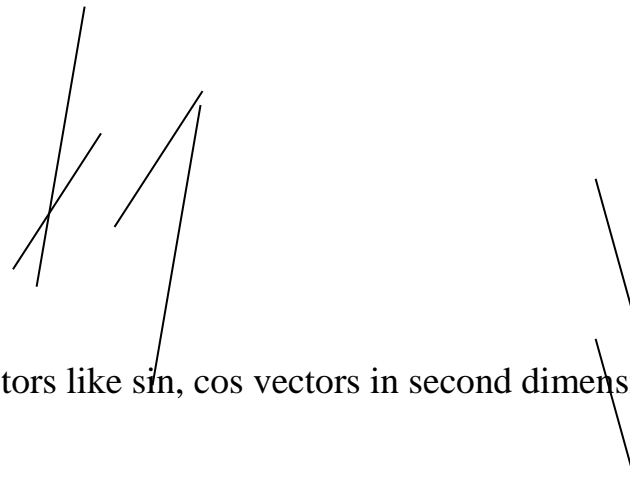 tors like sin, cos vectors in second dimens